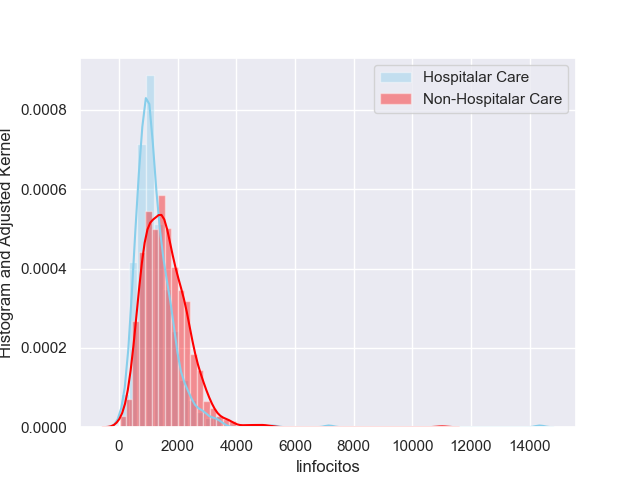 Hospitalar Care
Non-Hospitalar Care
Histogram and Adjusted Kernel
0.0008
0.0006
0.0004
0.0002
0.0000
0 2000 4000 6000 8000 10000 12000 14000
linfocitos